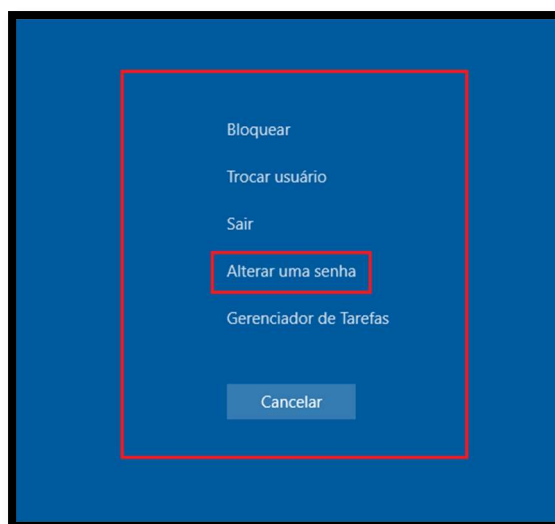 Bloquear
Trocar usuário
Sair
Alterar uma senha
Gerenciador de Tarefas
Cancelar